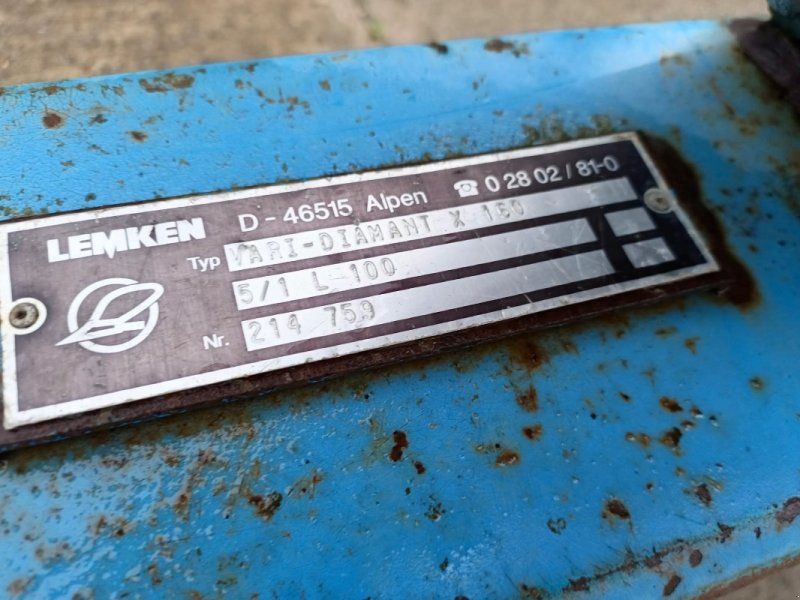 LEMKEN D - 46515 Alpen ☎ 0 28 02 / 81-0
Typ VARI-DIAMANT X 160
5/1 L 100
Nr. 214 759